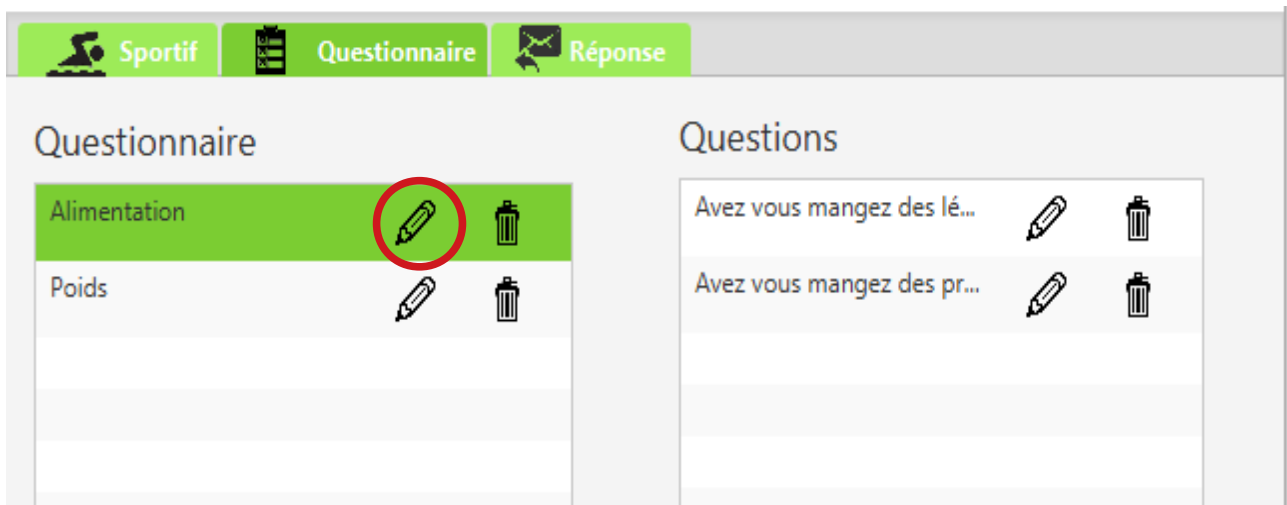 Sportif
Questionnaire
Réponse
Questionnaire
Alimentation
Poids
Questions
Avez vous mangez des lé...
Avez vous mangez des pr...